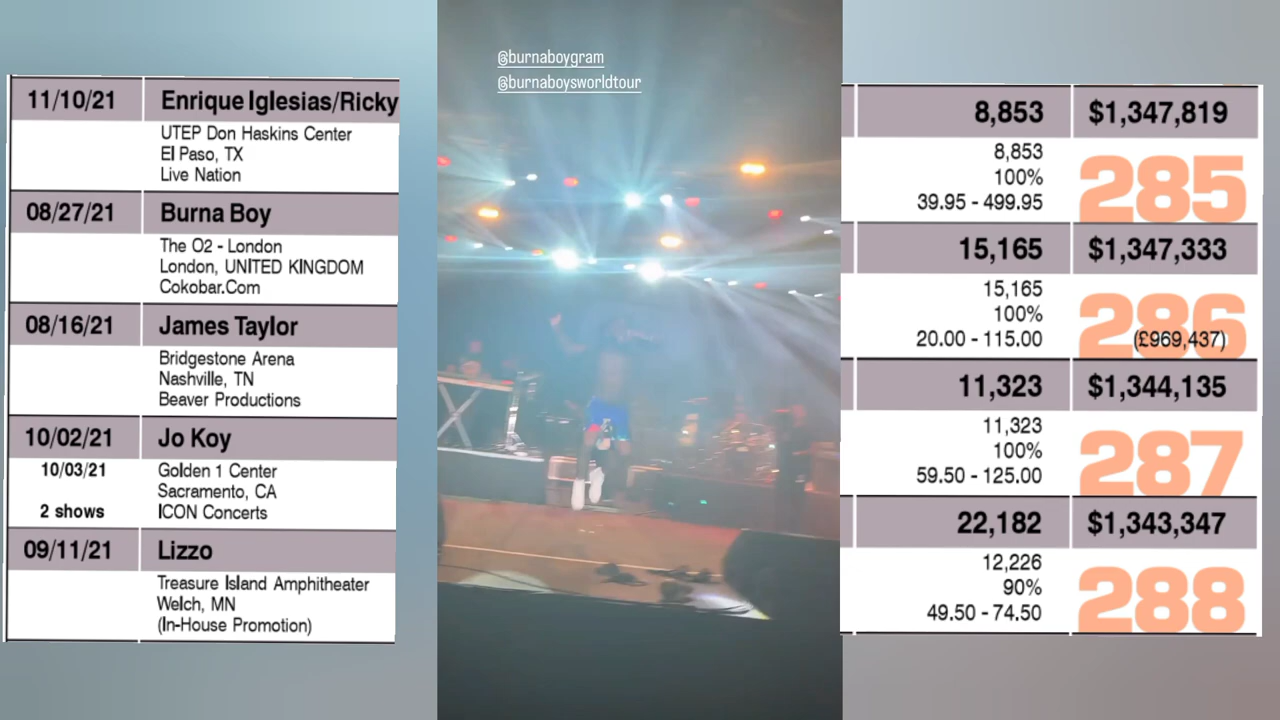 11/10/21 Enrique Iglesias/Ricky
UTEP Don Haskins Center
El Paso, TX
Live Nation
08/27/21 Burna Boy
The O2 - London
London, UNITED KINGDOM
Cokobar.Com
08/16/21 James Taylor
Bridgestone Arena
Nashville, TN
Beaver Productions
10/02/21 Jo Koy
10/03/21 Golden 1 Center
Sacramento, CA
2 shows ICON Concerts
09/11/21 Lizzo
Treasure Island Amphitheater
Welch, MN
(In-House Promotion)
@burnaboygram
@burnaboysworldtour
8,853 $1,347,819
8,853
100%
39.95 - 499.95
285
15,165 $1,347,333
15,165
100%
20.00 - 115.00
286
(£969,437)
11,323 $1,344,135
11,323
100%
59.50 - 125.00
287
22,182 $1,343,347
12,226
90%
49.50 - 74.50
288